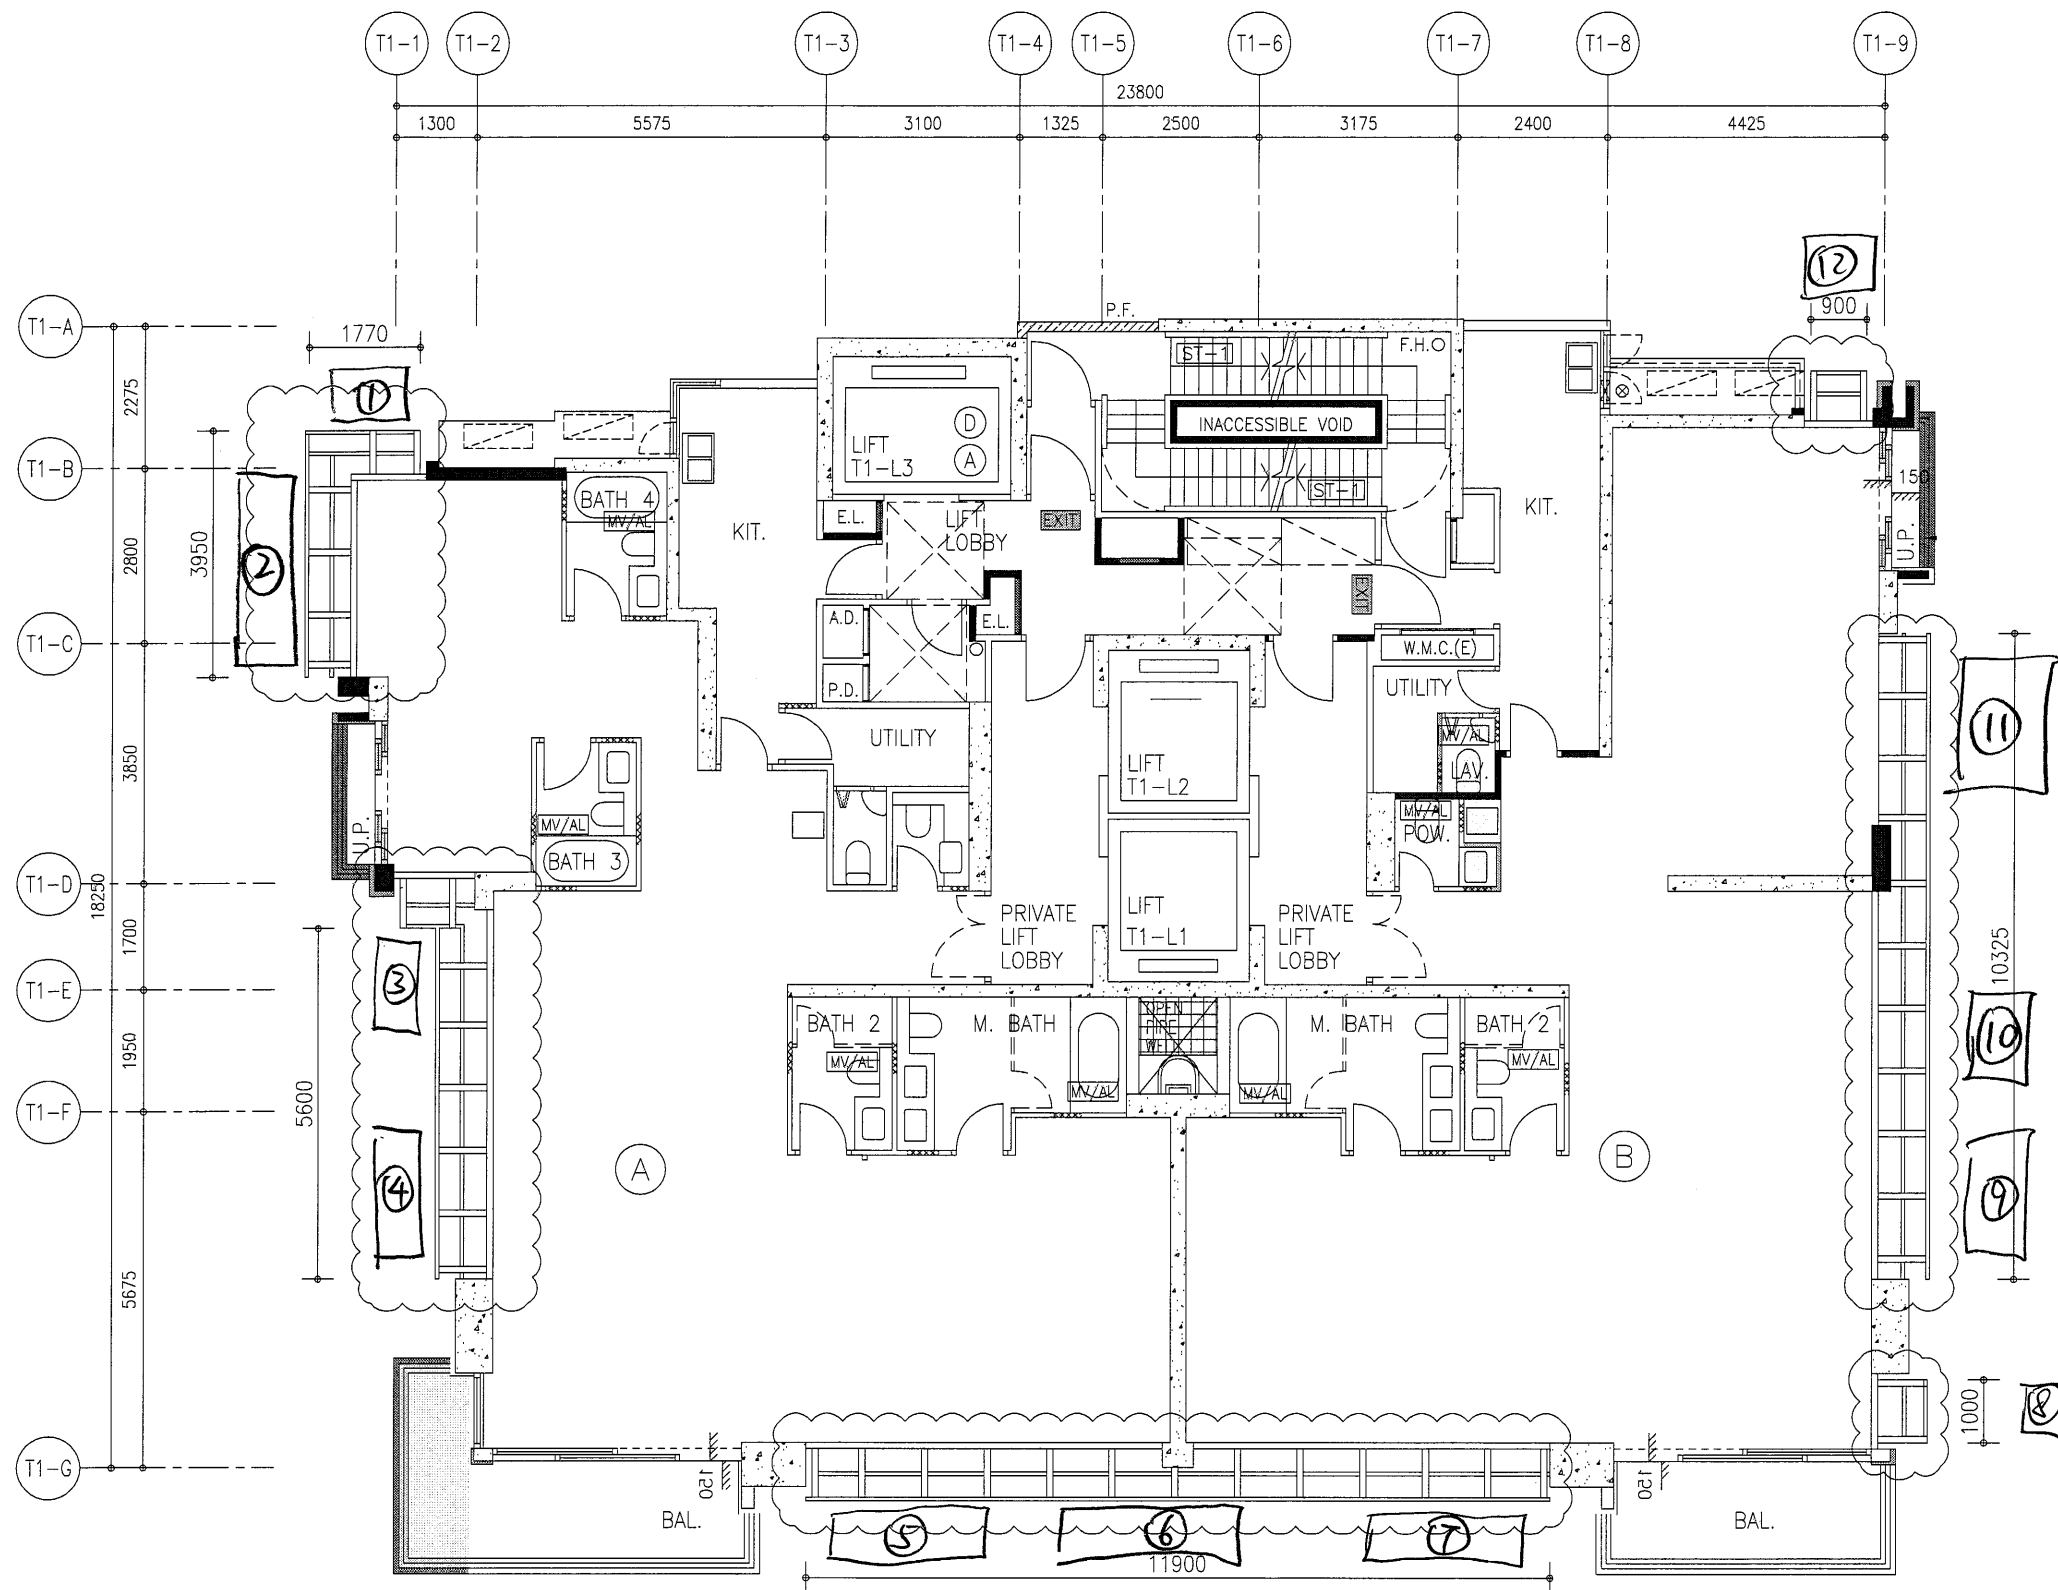 T1-1 T1-2 T1-3 T1-4 T1-5 T1-6 T1-7 T1-8 T1-9
23800
1300 5575 3100 1325 2500 3175 2400 4425
⑫
900
T1-A
P.F.
1770
F.H.
ST-1
①
2275
INACCESSIBLE VOID
D
LIFT
T1-L3
A
T1-B
150
ST-1
BATH 4
MV/AL
KIT.
E.L.
LIFT
LOBBY
EXIT
KIT.
U.P.
②
3950
2800
EXIT
A.D.
E.L.
T1-C
W.M.C.(E)
P.D.
UTILITY
⑪
UTILITY
MV/AL
LAV.
3850
LIFT
T1-L2
MV/AL
POW.
U.P.
MV/AL
BATH 3
T1-D
18250
LIFT
T1-L1
PRIVATE
LIFT
LOBBY
PRIVATE
LIFT
LOBBY
1700
10325
③
T1-E
BATH 2
MV/AL
M. BATH
MV/AL
OPEN
PIPE
WELL
M. BATH
MV/AL
BATH 2
MV/AL
⑩
1950
5600
T1-F
A
B
④
⑨
5675
1000
⑧
T1-G
150
150
BAL.
BAL.
⑤ ⑥ ⑦
11900